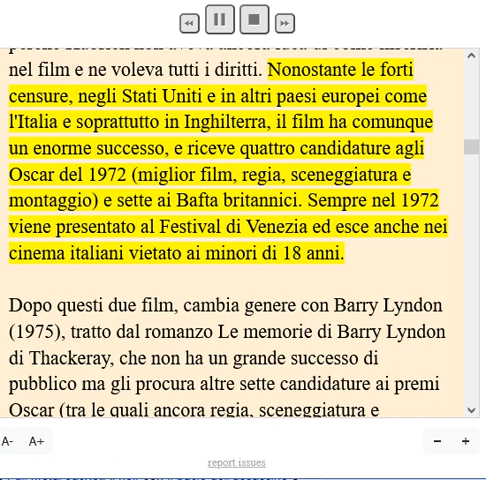 nel film e ne voleva tutti i diritti. Nonostante le forti
censure, negli Stati Uniti e in altri paesi europei come
l'Italia e soprattutto in Inghilterra, il film ha comunque
un enorme successo, e riceve quattro candidature agli
Oscar del 1972 (miglior film, regia, sceneggiatura e
montaggio) e sette ai Bafta britannici. Sempre nel 1972
viene presentato al Festival di Venezia ed esce anche nei
cinema italiani vietato ai minori di 18 anni.
Dopo questi due film, cambia genere con Barry Lyndon
(1975), tratto dal romanzo Le memorie di Barry Lyndon
di Thackeray, che non ha un grande successo di
pubblico ma gli procura altre sette candidature ai premi
Oscar (tra le quali ancora regia, sceneggiatura e
A- A+ - +
report issues